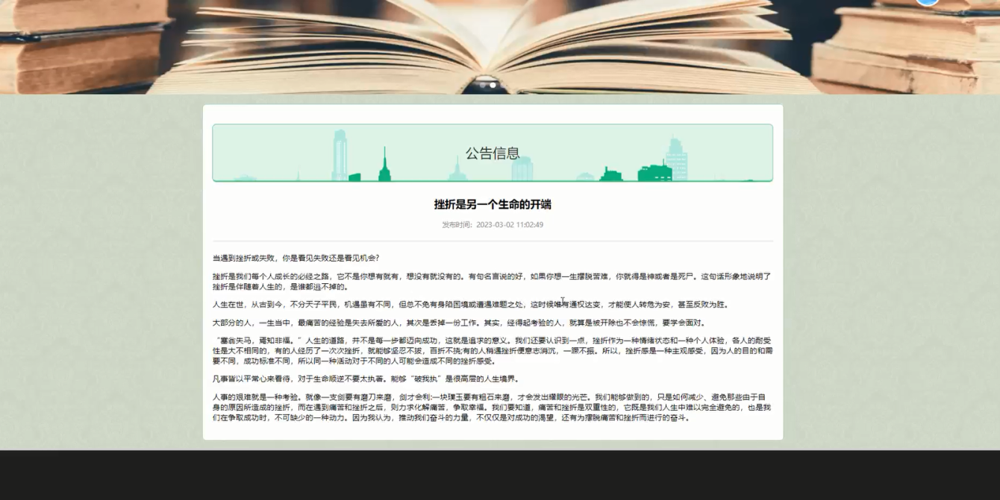 公告信息
挫折是另一个生命的开端
发布时间：2023-03-02 11:02:49
当遇到挫折或失败，你是看见失败还是看见机会？
挫折是我们每个人成长的必经之路，它不是你想有就有，想没有就没有的。有句名言说的好，如果你想一生摆脱苦难，你就得是神或者是死尸。这句话形象地说明了
挫折是伴随着人生的，是谁都逃不掉的。
人生在世，从古到今，不分天子平民，机遇虽有不同，但总不免有身陷困境或遭遇难题之处，这时候唯有通权达变，才能使人转危为安，甚至反败为胜。
大部分的人，一生当中，最痛苦的经验是失去所爱的人，其次是丢掉一份工作。其实，经得起考验的人，就算是被开除也不会惊慌，要学会面对。
“塞翁失马，焉知非福。”人生的道路，并不是每一步都迈向成功，这就是追求的意义。我们还要认识到一点，挫折作为一种情绪状态和一种个人体验，各人的耐受
性是大不相同的，有的人经历了一次次挫折，就能够坚忍不拔，百折不挠;有的人稍遇挫折便意志消沉，一蹶不振。所以，挫折感是一种主观感受，因为人的目的和需
要不同，成功标准不同，所以同一种活动对于不同的人可能会造成不同的挫折感受。
凡事皆以平常心来看待，对于生命顺逆不要太执著。能够“破我执”是很高层的人生境界。
人事的艰难就是一种考验。就像一支剑要有磨刀来磨，剑才会利:一块璞玉要有粗石来磨，才会发出耀眼的光芒。我们能够做到的，只是如何减少、避免那些由于自
身的原因所造成的挫折，而在遇到痛苦和挫折之后，则力求化解痛苦，争取幸福。我们要知道，痛苦和挫折是双重性的，它既是我们人生中难以完全避免的，也是我
们在争取成功时，不可缺少的一种动力。因为我认为，推动我们奋斗的力量，不仅仅是对成功的渴望，还有为摆脱痛苦和挫折而进行的奋斗。